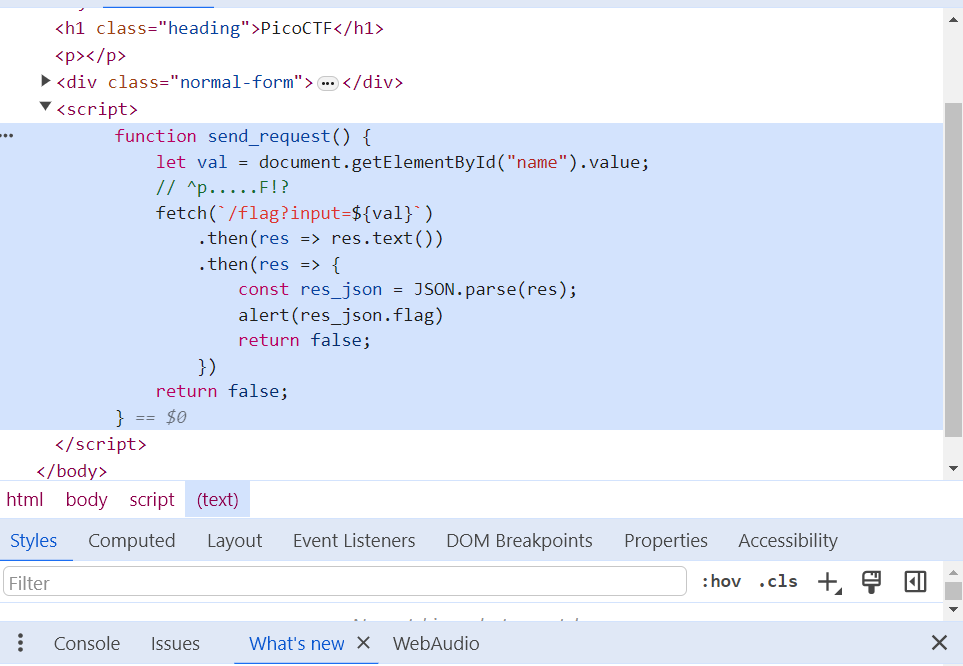 <h1 class="heading">PicoCTF</h1>
<p></p>
<div class="normal-form"> ••• </div>
<script>
function send_request() {
let val = document.getElementById("name").value;
// ^p.....F!?
fetch(`/flag?input=${val}`)
.then(res => res.text())
.then(res => {
const res_json = JSON.parse(res);
alert(res_json.flag)
return false;
})
return false;
} == $0
</script>
</body>
html body script (text)
Styles Computed Layout Event Listeners DOM Breakpoints Properties Accessibility
Filter :hov .cls
Console Issues What's new WebAudio